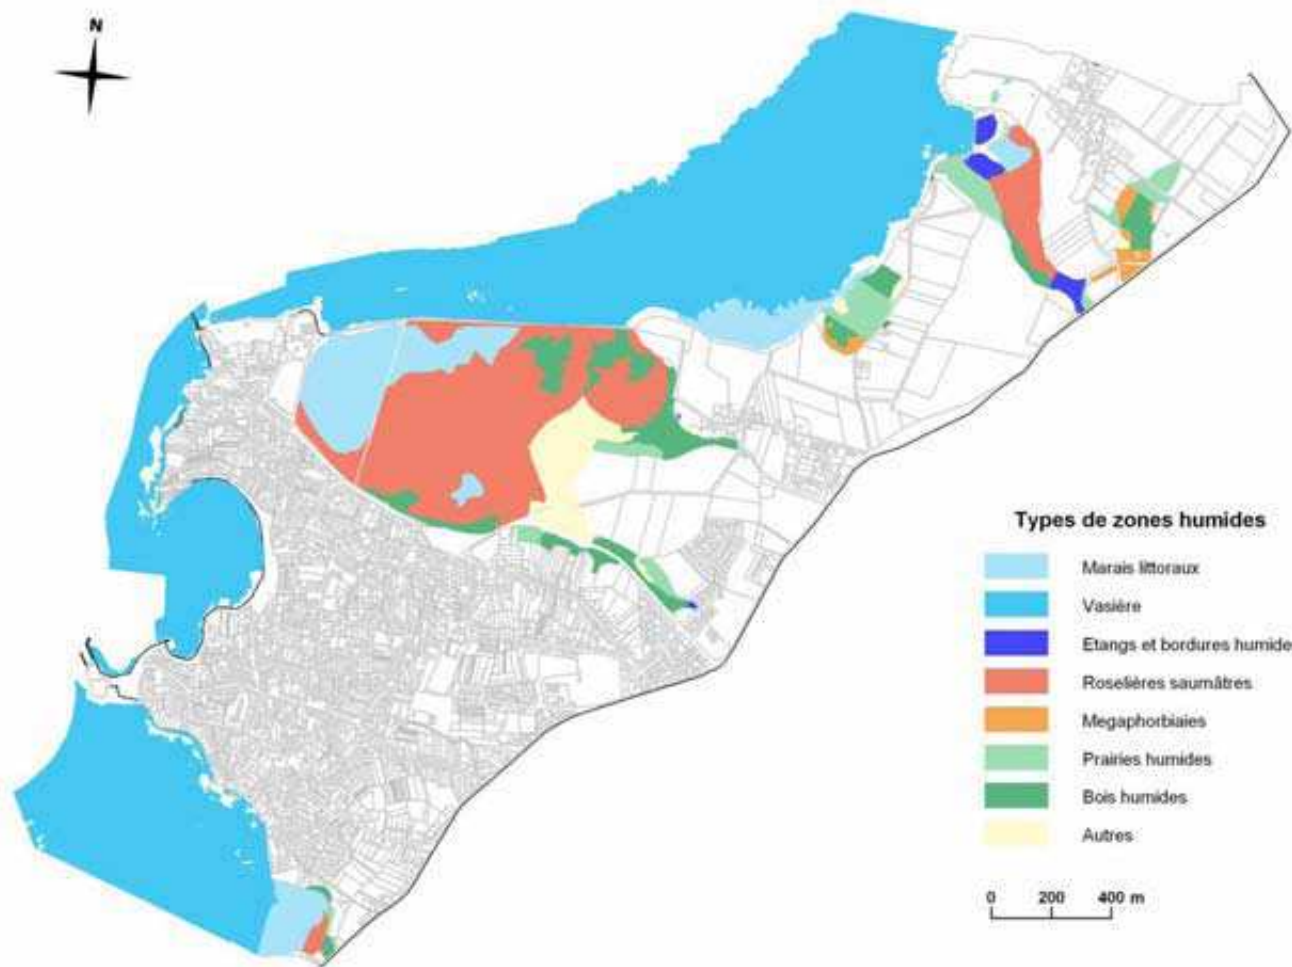 N
Types de zones humides
Marais littoraux
Vasière
Etangs et bordures humide
Roselières saumâtres
Megaphorbiaies
Prairies humides
Bois humides
Autres
0 200 400 m